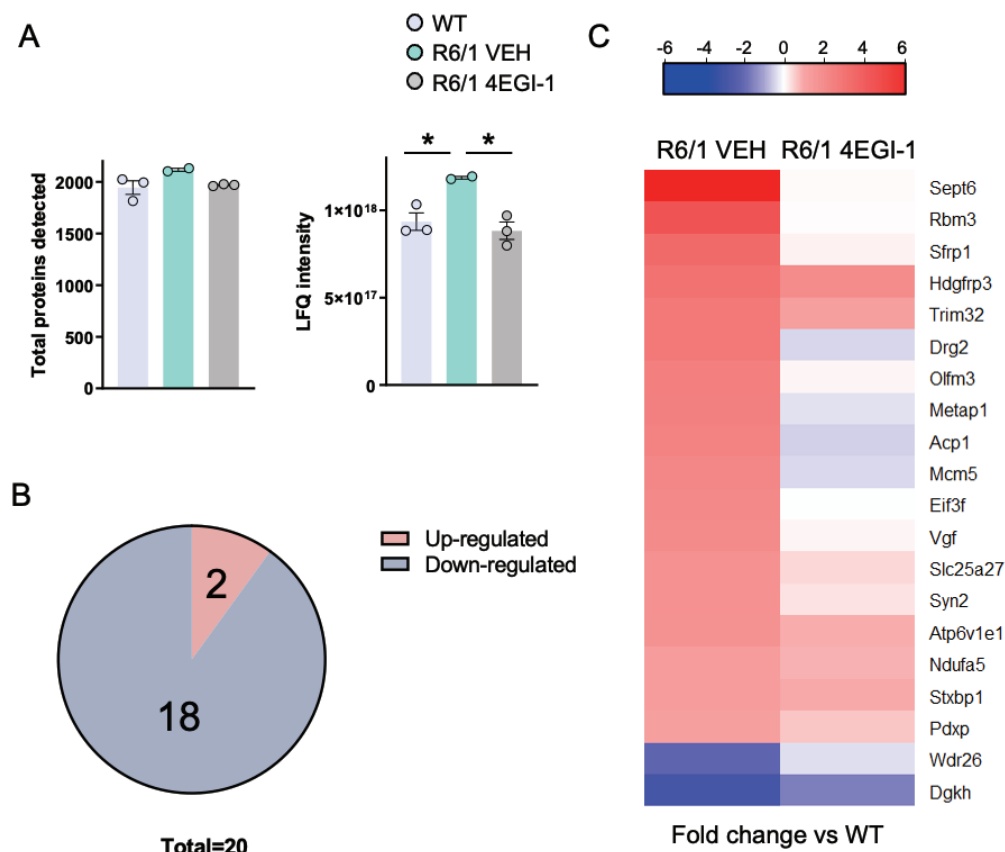 A
WT
R6/1 VEH
R6/1 4EGI-1
Total proteins detected
2000
1500
1000
500
0
LFQ intensity
* *
1×10¹⁸
5×10¹⁷
0
B
2
18
Up-regulated
Down-regulated
Total=20
C
-6 -4 -2 0 2 4 6
R6/1 VEH R6/1 4EGI-1
Sept6
Rbm3
Sfrp1
Hdgfrp3
Trim32
Drg2
Olfm3
Metap1
Acp1
Mcm5
Eif3f
Vgf
Slc25a27
Syn2
Atp6v1e1
Ndufa5
Stxbp1
Pdxp
Wdr26
Dgkh
Fold change vs WT